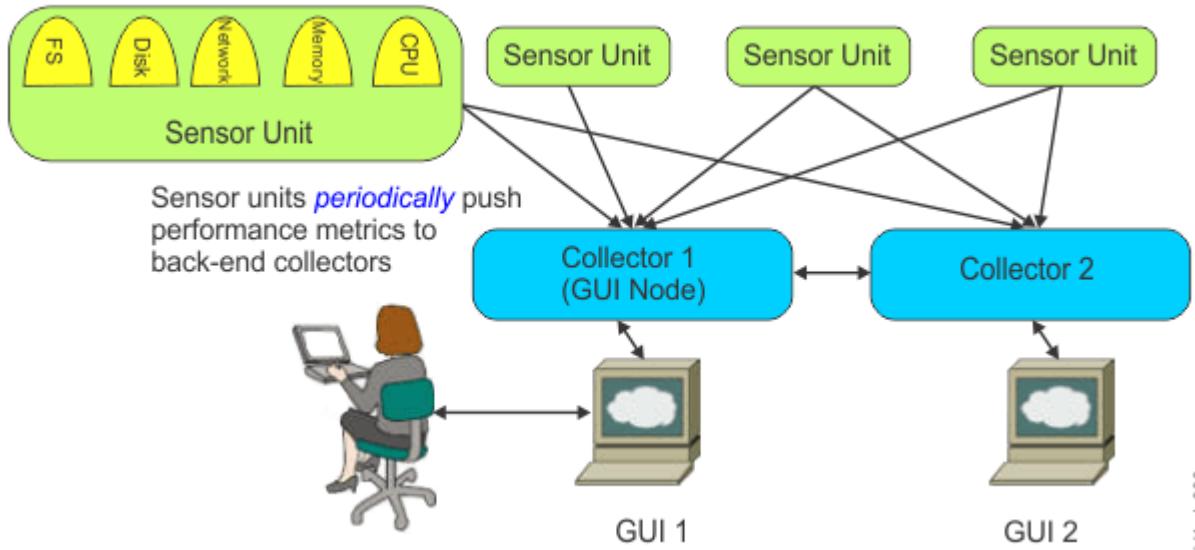 FS
Disk
Network
Memory
CPU
Sensor Unit
Sensor Unit
Sensor Unit
Sensor Unit
Sensor units periodically push
performance metrics to
back-end collectors
Collector 1
(GUI Node)
Collector 2
GUI 1
GUI 2